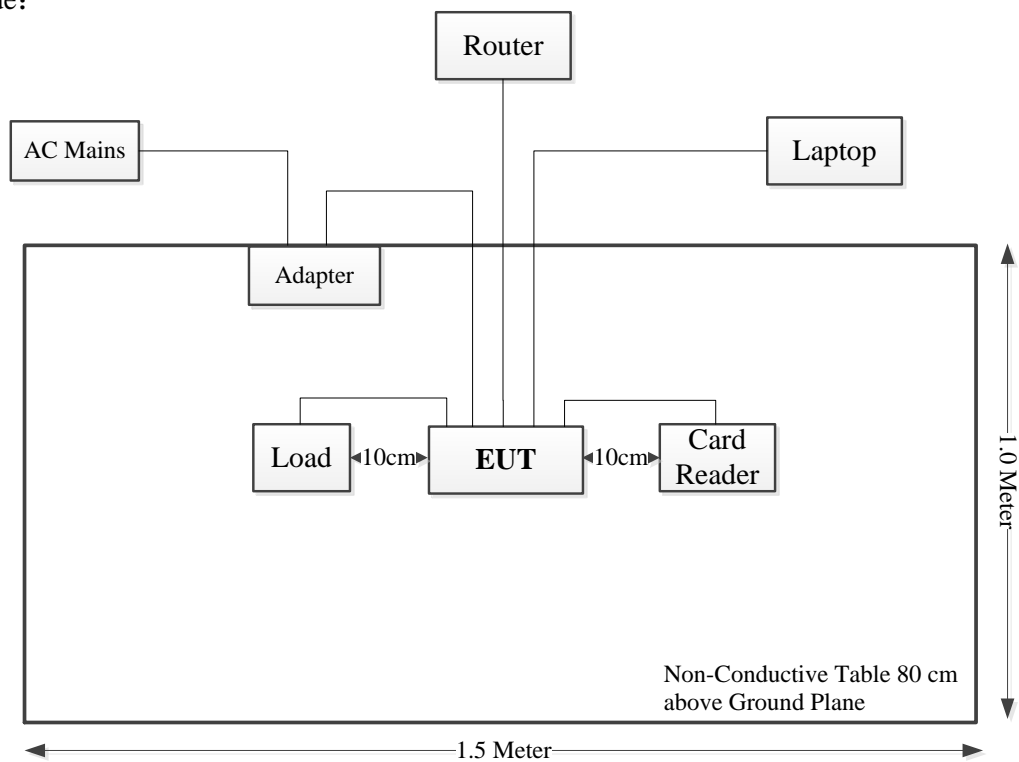 Router
AC Mains
Laptop
Adapter
Load
10cm
EUT
10cm
Card
Reader
1.0 Meter
Non-Conductive Table 80 cm
above Ground Plane
1.5 Meter